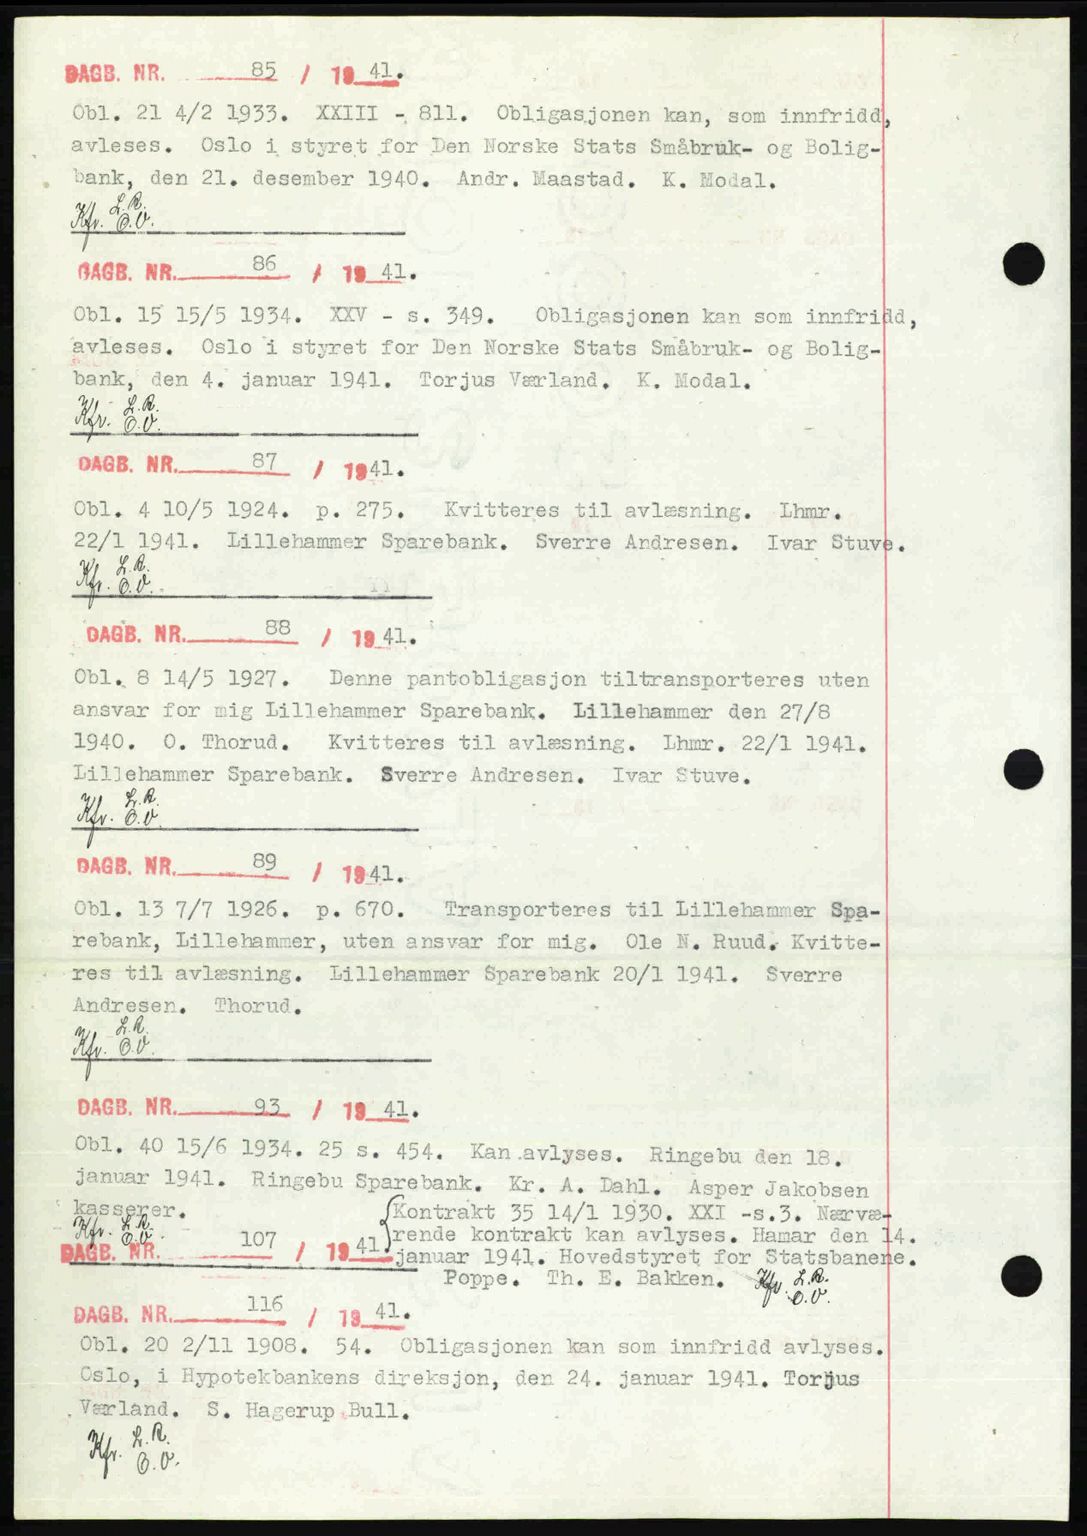 DAGB. NR. 85 / 1941.
Obl. 21 4/2 1933. XXIII - 811. Obligasjonen kan, som innfridd,
avleses. Oslo i styret for Den Norske Stats Småbruk- og Bolig-
bank, den 21. desember 1940. Andr. Maastad. K. Modal.
Kfr. L.R.
O.V.
DAGB. NR. 86 / 1941.
Obl. 15 15/5 1934. XXV - s. 349. Obligasjonen kan som innfridd,
avleses. Oslo i styret for Den Norske Stats Småbruk- og Bolig-
bank, den 4. januar 1941. Torjus Værland. K. Modal.
Kfr. L.R.
O.V.
DAGB. NR. 87 / 1941.
Obl. 4 10/5 1924. p. 275. Kvitteres til avlæsning. Lhmr.
22/1 1941. Lillehammer Sparebank. Sverre Andresen. Ivar Stuve.
Kfr. L.R.
O.V.
DAGB. NR. 88 / 1941.
Obl. 8 14/5 1927. Denne pantobligasjon tiltransporteres uten
ansvar for mig Lillehammer Sparebank. Lillehammer den 27/8
1940. O. Thorud. Kvitteres til avlæsning. Lhmr. 22/1 1941.
Lillehammer Sparebank. Sverre Andresen. Ivar Stuve.
Kfr. L.R.
O.V.
DAGB. NR. 89 / 1941.
Obl. 13 7/7 1926. p. 670. Transporteres til Lillehammer Spa-
rebank, Lillehammer, uten ansvar for mig. Ole N. Ruud. Kvitte-
res til avlæsning. Lillehammer Sparebank 20/1 1941. Sverre
Andresen. Thorud.
Kfr. L.R.
O.V.
DAGB. NR. 93 / 1941.
Obl. 40 15/6 1934. 25 s. 454. Kan avlyses. Ringebu den 18.
januar 1941. Ringebu Sparebank. Kr. A. Dahl. Asper Jakobsen
kasserer.
Kfr. L.R.
O.V.
DAGB. NR. 107 / 1941.
Kontrakt 35 14/1 1930. XXI -s.3. Nærvæ-
rende kontrakt kan avlyses. Hamar den 14.
januar 1941. Hovedstyret for Statsbanene.
Poppe. Th. E. Bakken. Kfr. L.R.
O.V.
DAGB. NR. 116 / 1941.
Obl. 20 2/11 1908. 54. Obligasjonen kan som innfridd avlyses.
Oslo, i Hypotekbankens direksjon, den 24. januar 1941. Torjus
Værland. S. Hagerup Bull.
Kfr. L.R.
O.V.